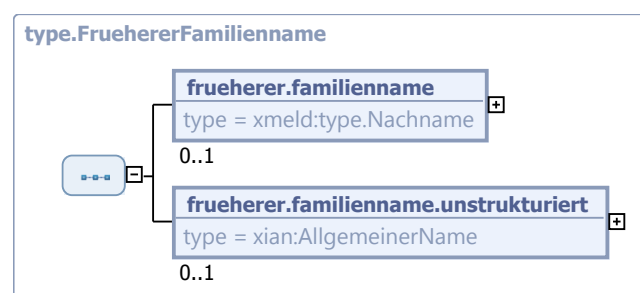 type.FruehererFamilienname
frueherer.familienname
type = xmeld:type.Nachname
0..1
frueherer.familienname.unstrukturiert
type = xian:AllgemeinerName
0..1